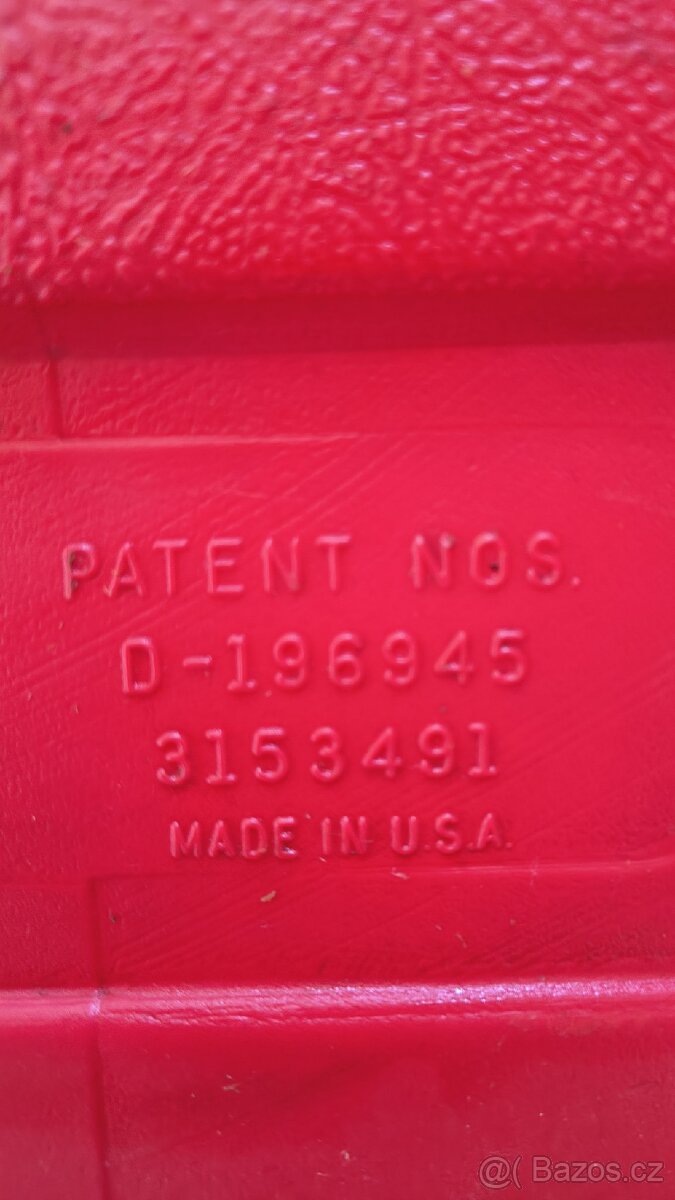 PATENT NOS.
D-196945
3153491
MADE IN U.S.A.
@ Bazos.cz